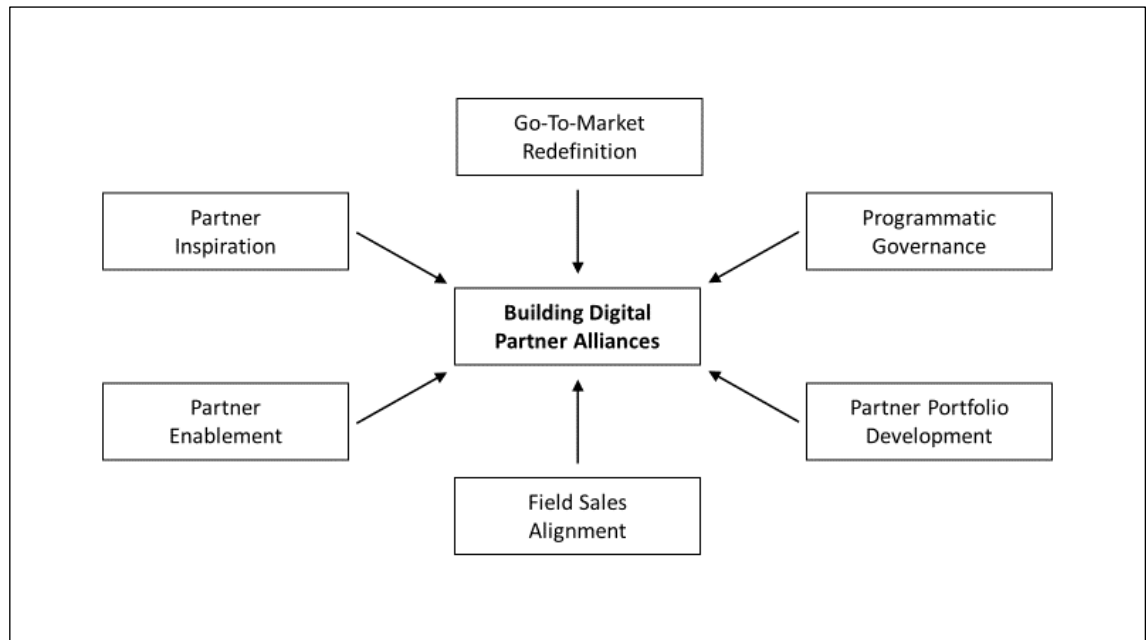 Go-To-Market
Redefinition
Partner
Inspiration
Programmatic
Governance
Building Digital
Partner Alliances
Partner
Enablement
Partner Portfolio
Development
Field Sales
Alignment